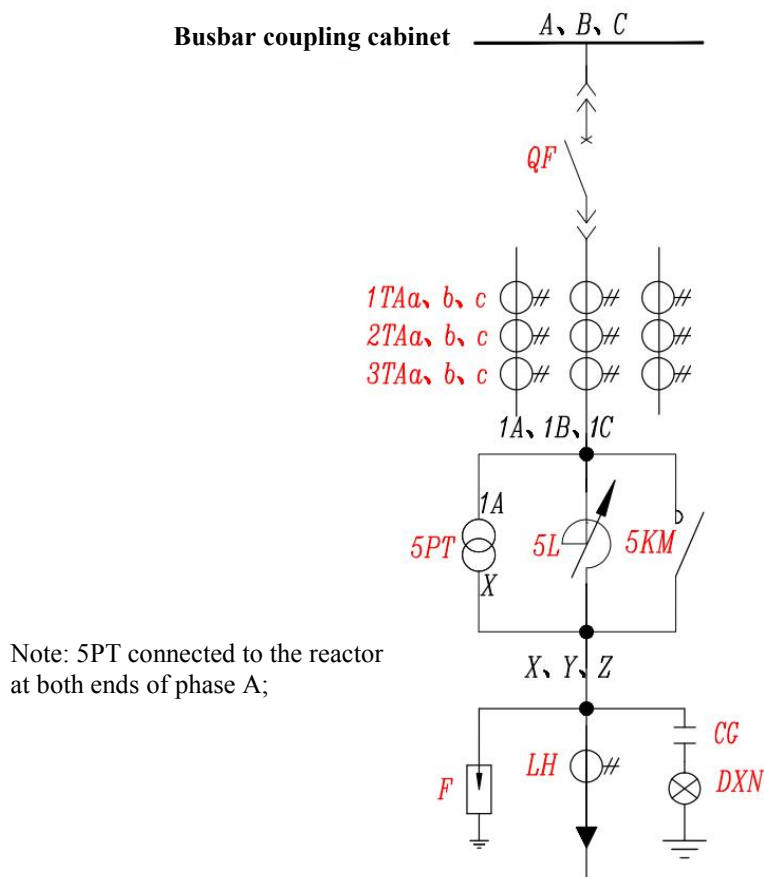 Busbar coupling cabinet
A、B、C
QF
1TAa、b、c
2TAa、b、c
3TAa、b、c
1A、1B、1C
1A
5PT
5L
5KM
X
Note: 5PT connected to the reactor
at both ends of phase A;
X、Y、Z
CG
LH
F
DXN